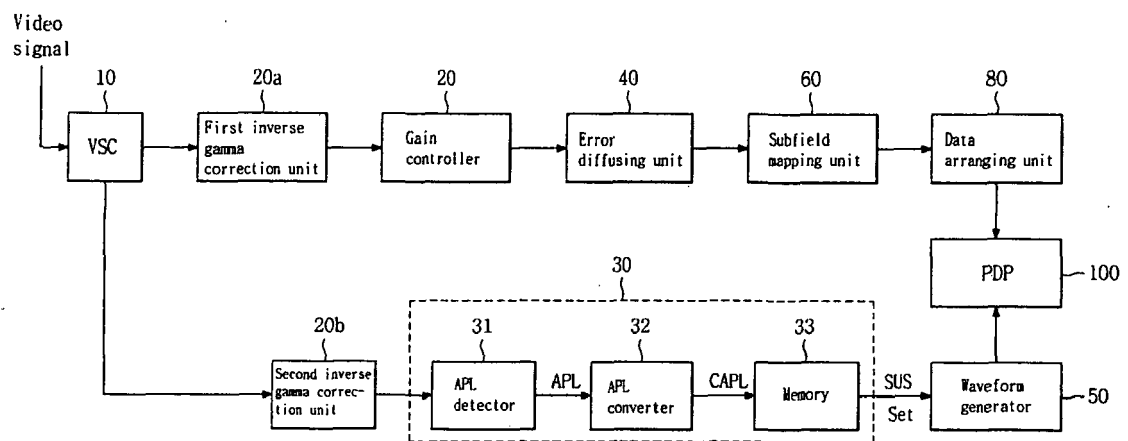 Video
signal
10
20a
20
40
60
80
VSC
First inverse
gamma
correction unit
Gain
controller
Error
diffusing unit
Subfield
mapping unit
Data
arranging unit
PDP
100
30
20b
31
32
33
Second inverse
gamma correc-
tion unit
APL
detector
APL
APL
converter
CAPL
Memory
SUS
Set
Waveform
generator
50